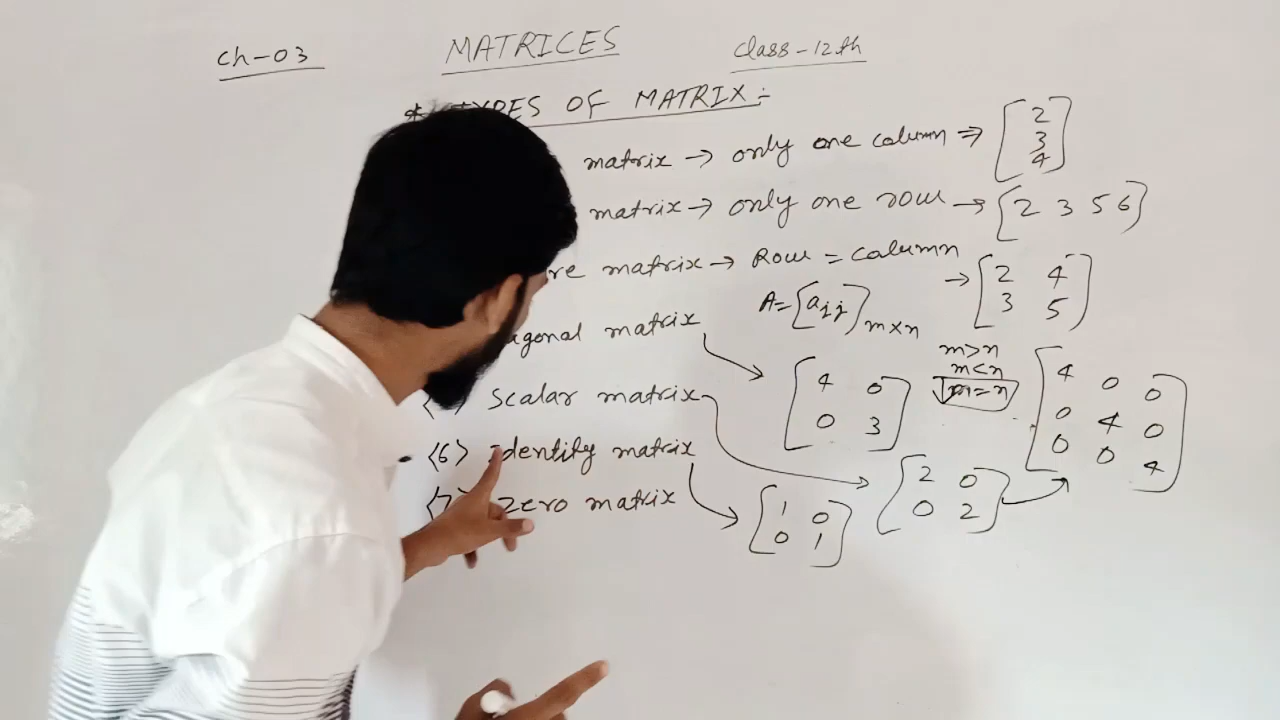 Ch-03 MATRICES Class-12th
* TYPES OF MATRIX:-
matrix → only one column ⇒ [2 3 4]
matrix → only one row → [2 3 5 6]
re matrix → Row = column → [2 4
3 5]
A = [aij]m×n
agonal matrix → [4 0
0 3]
m>n
m<n
m=n
[4 0 0
0 4 0
0 0 4]
scalar matrix → [2 0
0 2] →
<6> Identity matrix → [1 0
0 1]
<7> zero matrix